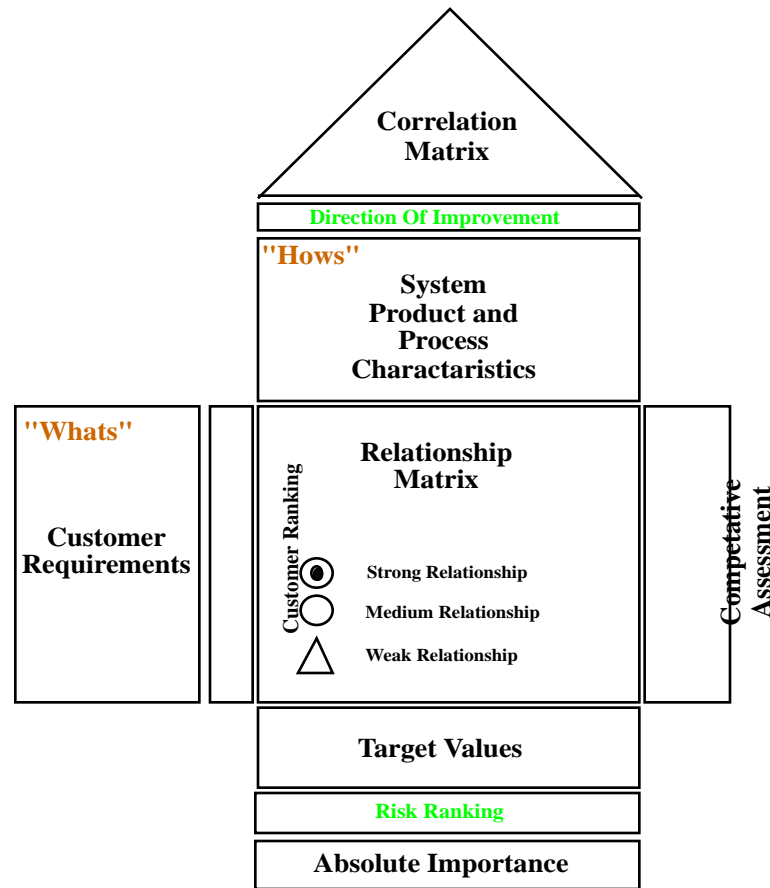 Correlation
Matrix
Direction Of Improvement
"Hows"
System
Product and
Process
Charactaristics
"Whats"
Customer
Requirements
Customer Ranking
Relationship
Matrix
Strong Relationship
Medium Relationship
Weak Relationship
Competative
Assessment
Target Values
Risk Ranking
Absolute Importance